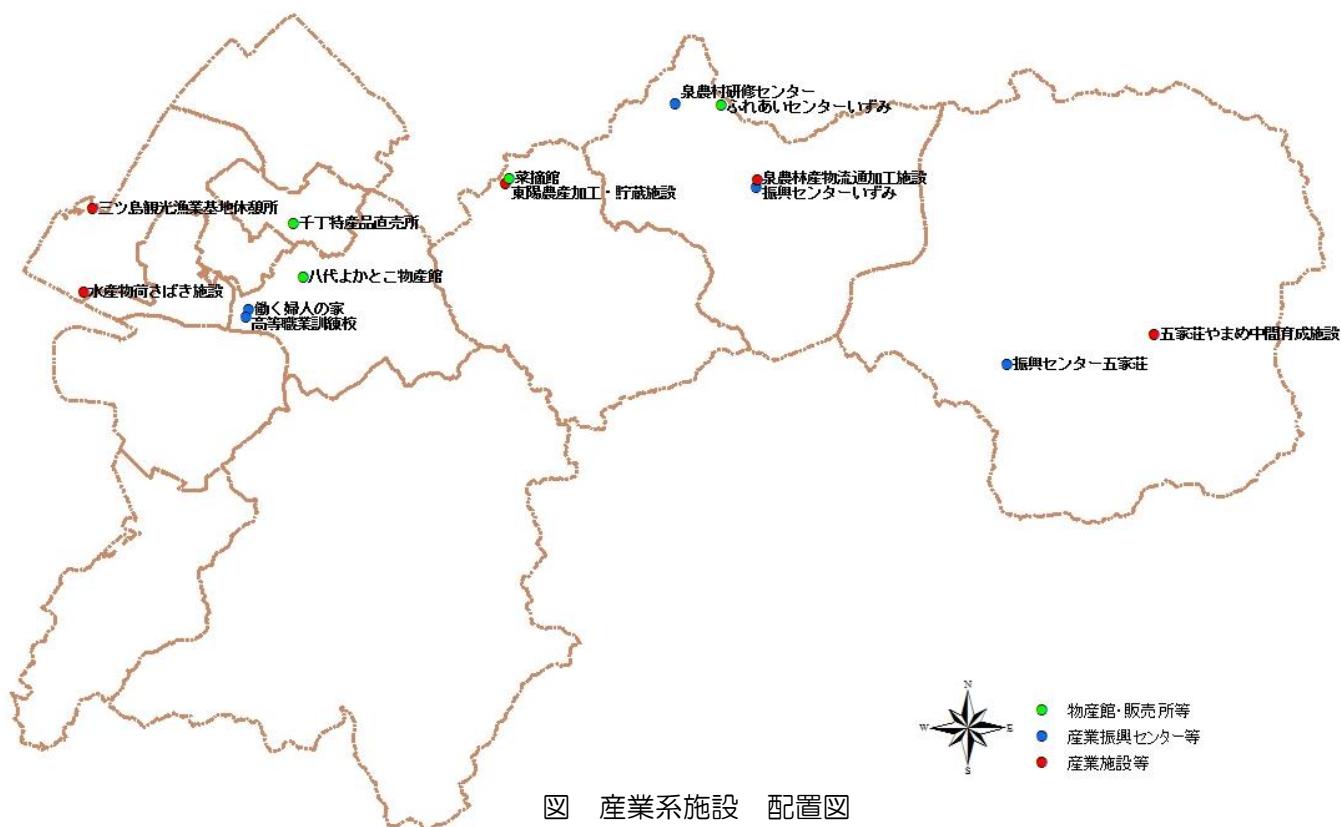 泉農村研修センター
ふれあいセンターいずみ
菜摘館
東陽農産加工・貯蔵施設
泉農林産物流通加工施設
振興センターいずみ
三ツ島観光漁業基地休憩所
千丁特産品直売所
八代よかとこ物産館
水産物荷さばき施設
働く婦人の家
高等職業訓練校
五家荘やまめ中間育成施設
振興センター五家荘
N
W
E
S
物産館・販売所等
産業振興センター等
産業施設等
図 産業系施設 配置図